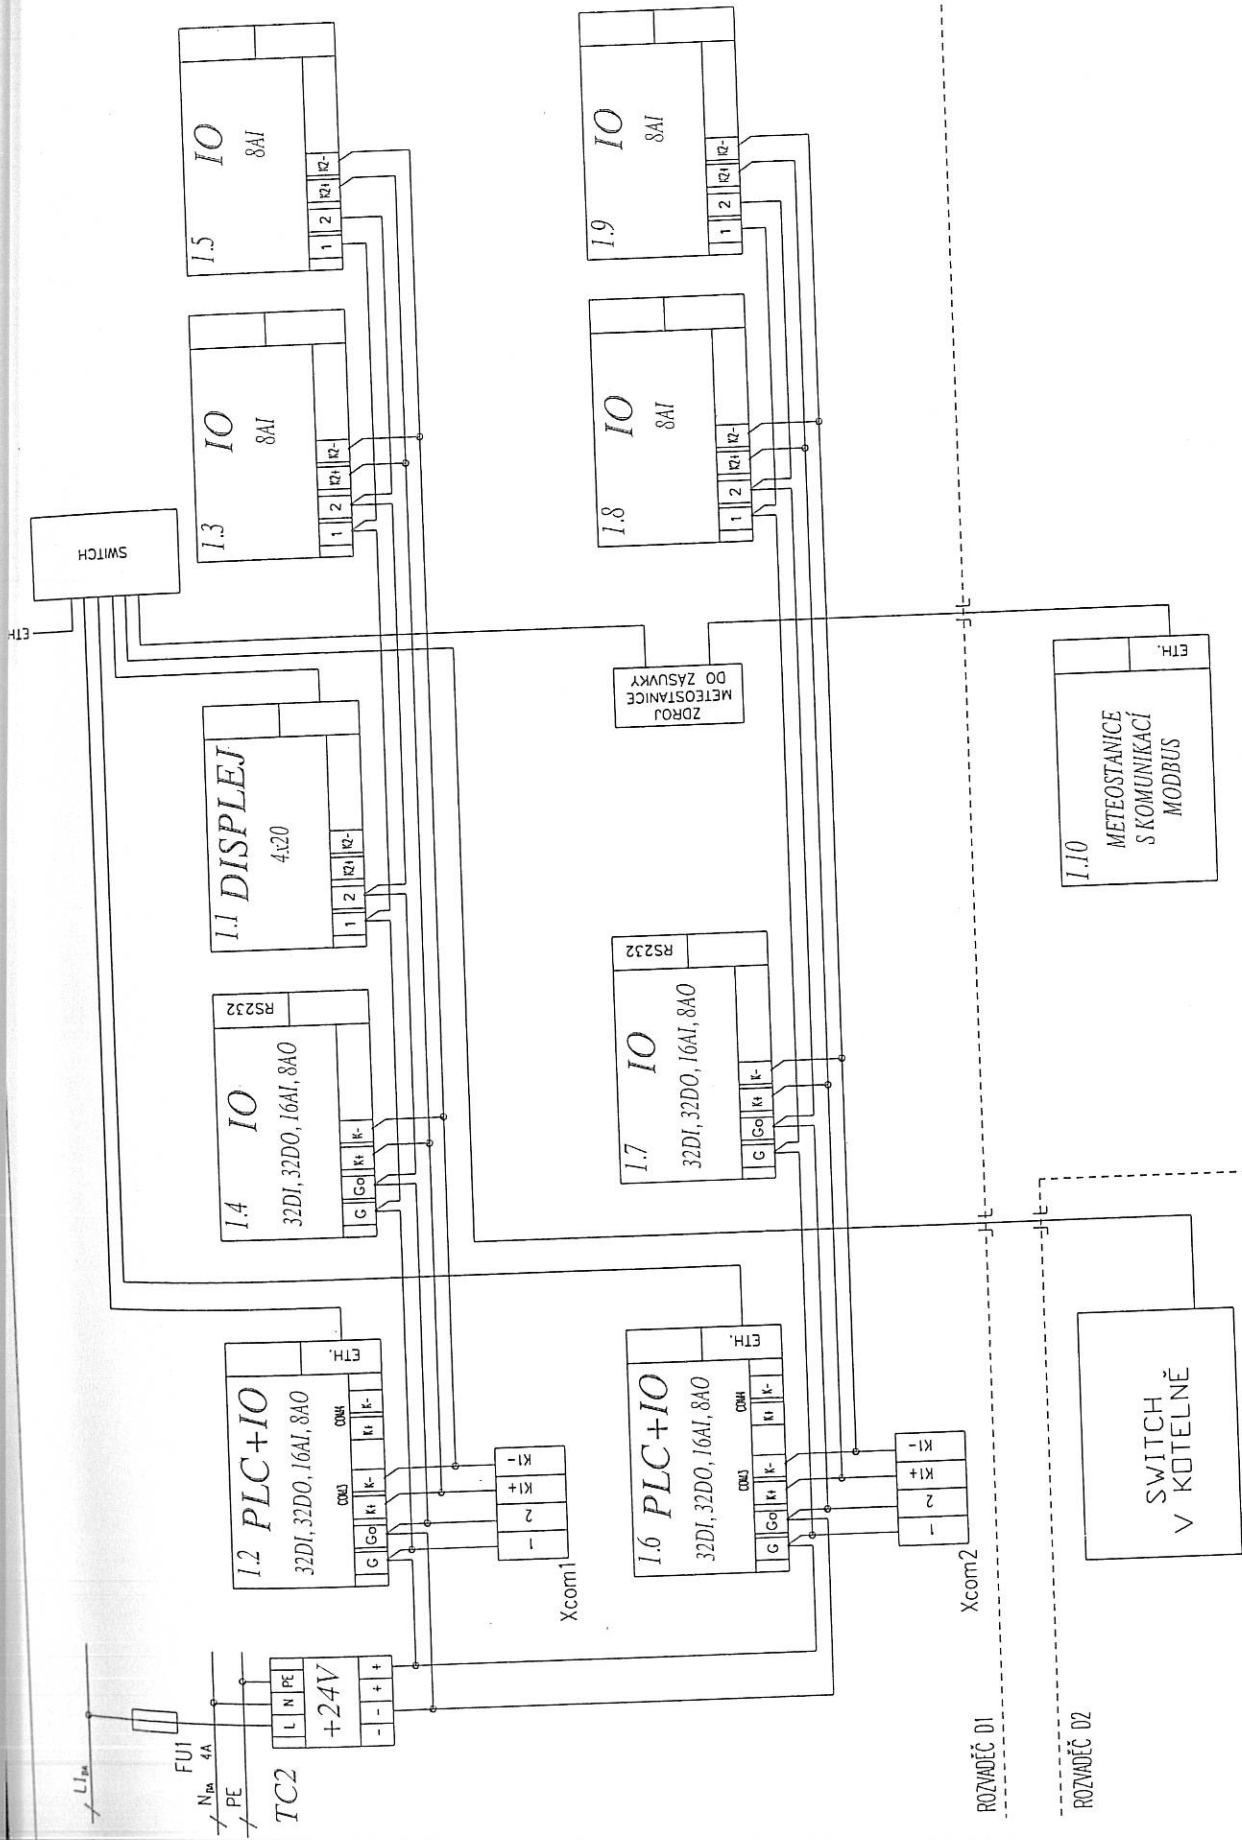 L1DA
FU1
4A
NDA
PE
TC2
L N PE
+24V
- - + +
1.2 PLC+IO
32DI, 32DO, 16AI, 8AO
COM3
COM4
G Go K+ K- K+ K-
ETH.
1 2 K1+ K1-
Xcom1
1.4 IO
32DI, 32DO, 16AI, 8AO
RS232
G Go K+ K-
1.1 DISPLEJ
4x20
1 2 K2+ K2-
1.3 IO
8AI
1 2 K2+ K2-
1.5 IO
8AI
1 2 K2+ K2-
ETH
SWITCH
1.6 PLC+IO
32DI, 32DO, 16AI, 8AO
COM3
COM4
G Go K+ K- K+ K-
ETH.
1 2 K1+ K1-
Xcom2
1.7 IO
32DI, 32DO, 16AI, 8AO
RS232
G Go K+ K-
ZDROJ
METEOSTANICE
DO ZASUVKY
1.8 IO
8AI
1 2 K2+ K2-
1.9 IO
8AI
1 2 K2+ K2-
ROZVADĚČ D1
ROZVADĚČ D2
SWITCH
V KOTELNĚ
1.10
METEOSTANICE
S KOMUNIKACÍ
MODBUS
ETH.